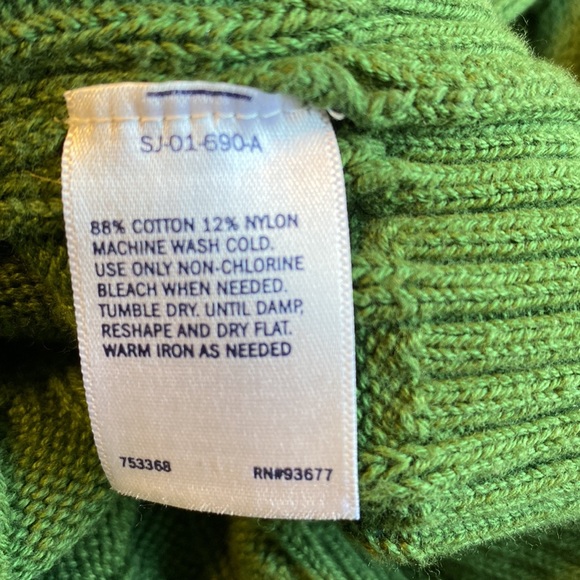 SJ-01-690-A
88% COTTON 12% NYLON
MACHINE WASH COLD.
USE ONLY NON-CHLORINE
BLEACH WHEN NEEDED.
TUMBLE DRY. UNTIL DAMP,
RESHAPE AND DRY FLAT.
WARM IRON AS NEEDED
753368 RN#93677